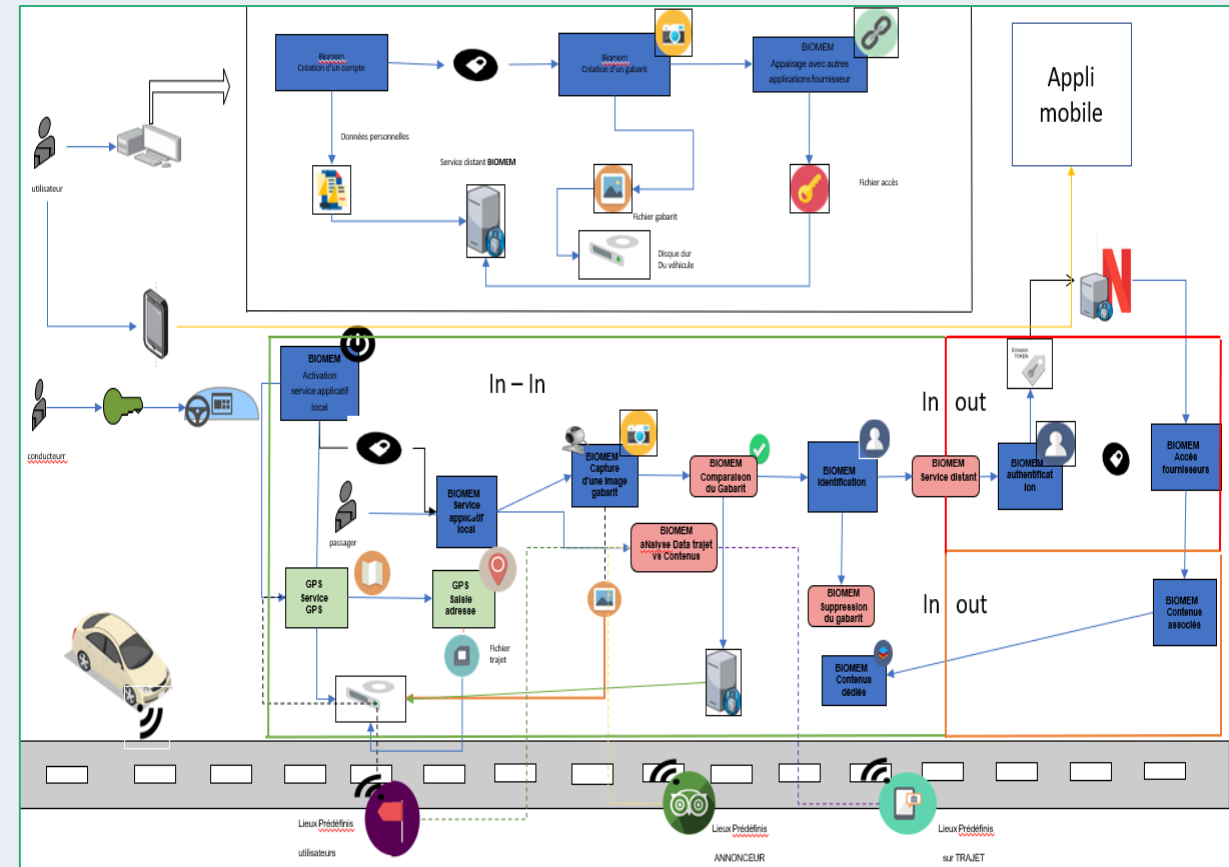 Biomem
Création d'un compte
Biomem
Création d'un gabarit
BIOMEM
Appairage avec autres
applications fournisseur
Appli
mobile
utilisateur
Données personnelles
Service distant BIOMEM
Fichier gabarit
Fichier accès
Disque dur
Du véhicule
N
conducteurr
BIOMEM
Activation
service applicatif
local
In – In
In out
Emission
TOKEN
passager
BIOMEM Service
applicatif
local
BIOMEM
Capture
d'une image
gabarit
BIOMEM
Comparaison
du Gabarit
BIOMEM
Identification
BIOMEM
Service distant
BIOMEM
authentificat
ion
BIOMEM
Accès
fournisseurs
BIOMEM
aNalyse Data trajet
vs Contenus
GPS
Service
GPS
GPS
Saisie
adresse
Fichier
trajet
BIOMEM
Suppression
du gabarit
In out
BIOMEM
Contenus
associés
BIOMEM
Contenus
dédiés
Lieux Prédéfinis
utilisateurs
Lieux Prédéfinis
ANNONCEUR
Lieux Prédéfinis
sur TRAJET